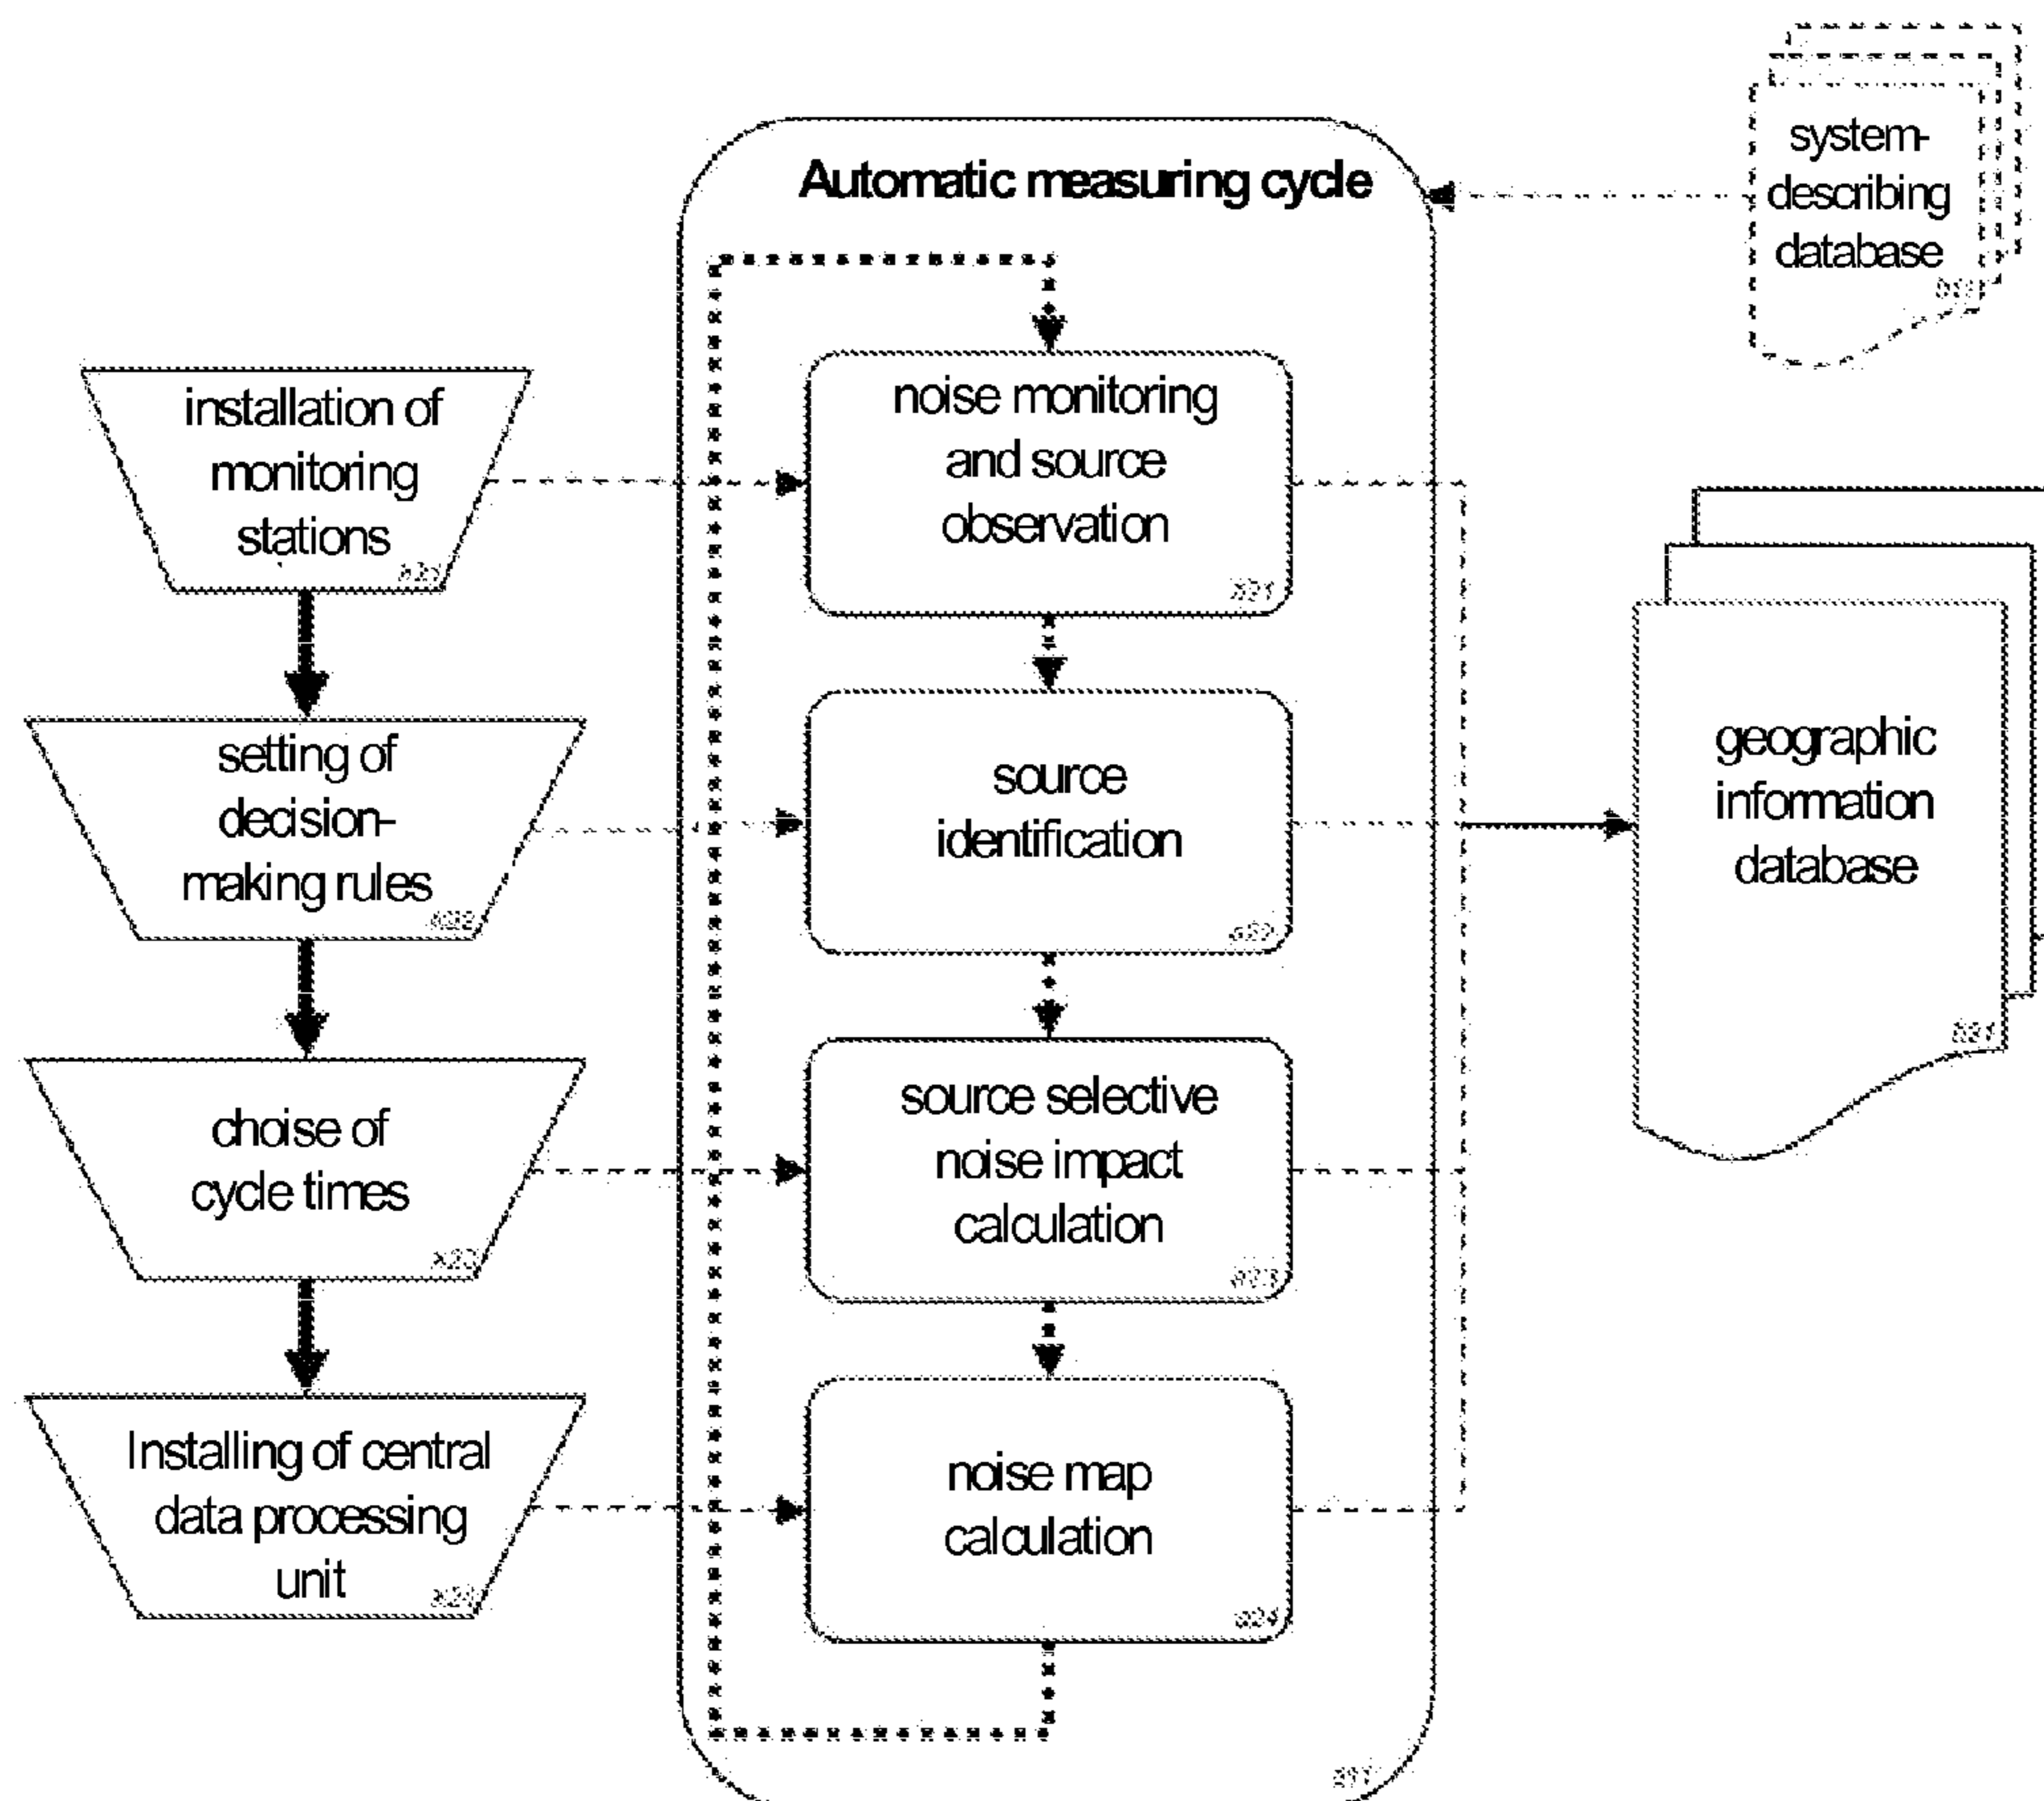 system-
describing
database
Automatic measuring cycle
installation of
monitoring
stations
noise monitoring
and source
observation
setting of
decision-
making rules
source
identification
geographic
information
database
choise of
cycle times
source selective
noise impact
calculation
Installing of central
data processing
unit
noise map
calculation